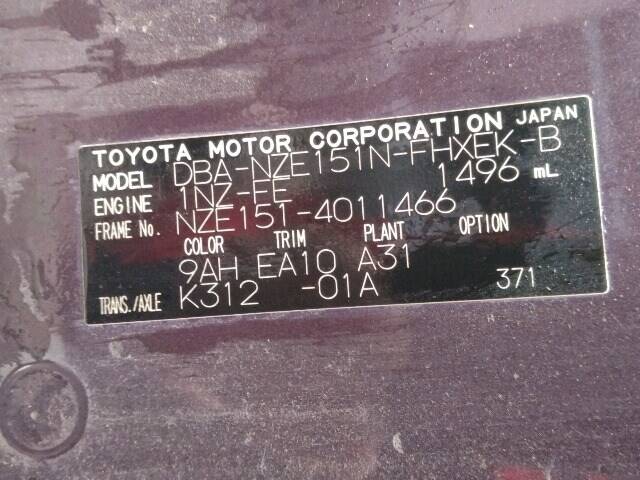 TOYOTA MOTOR CORPORATION JAPAN
MODEL DBA-NZE151N-FHXEK-B
ENGINE 1NZ-FE 1496 mL
FRAME No. NZE151-4011466
COLOR TRIM PLANT OPTION
9AH EA10 A31
TRANS./AXLE K312 -01A 371